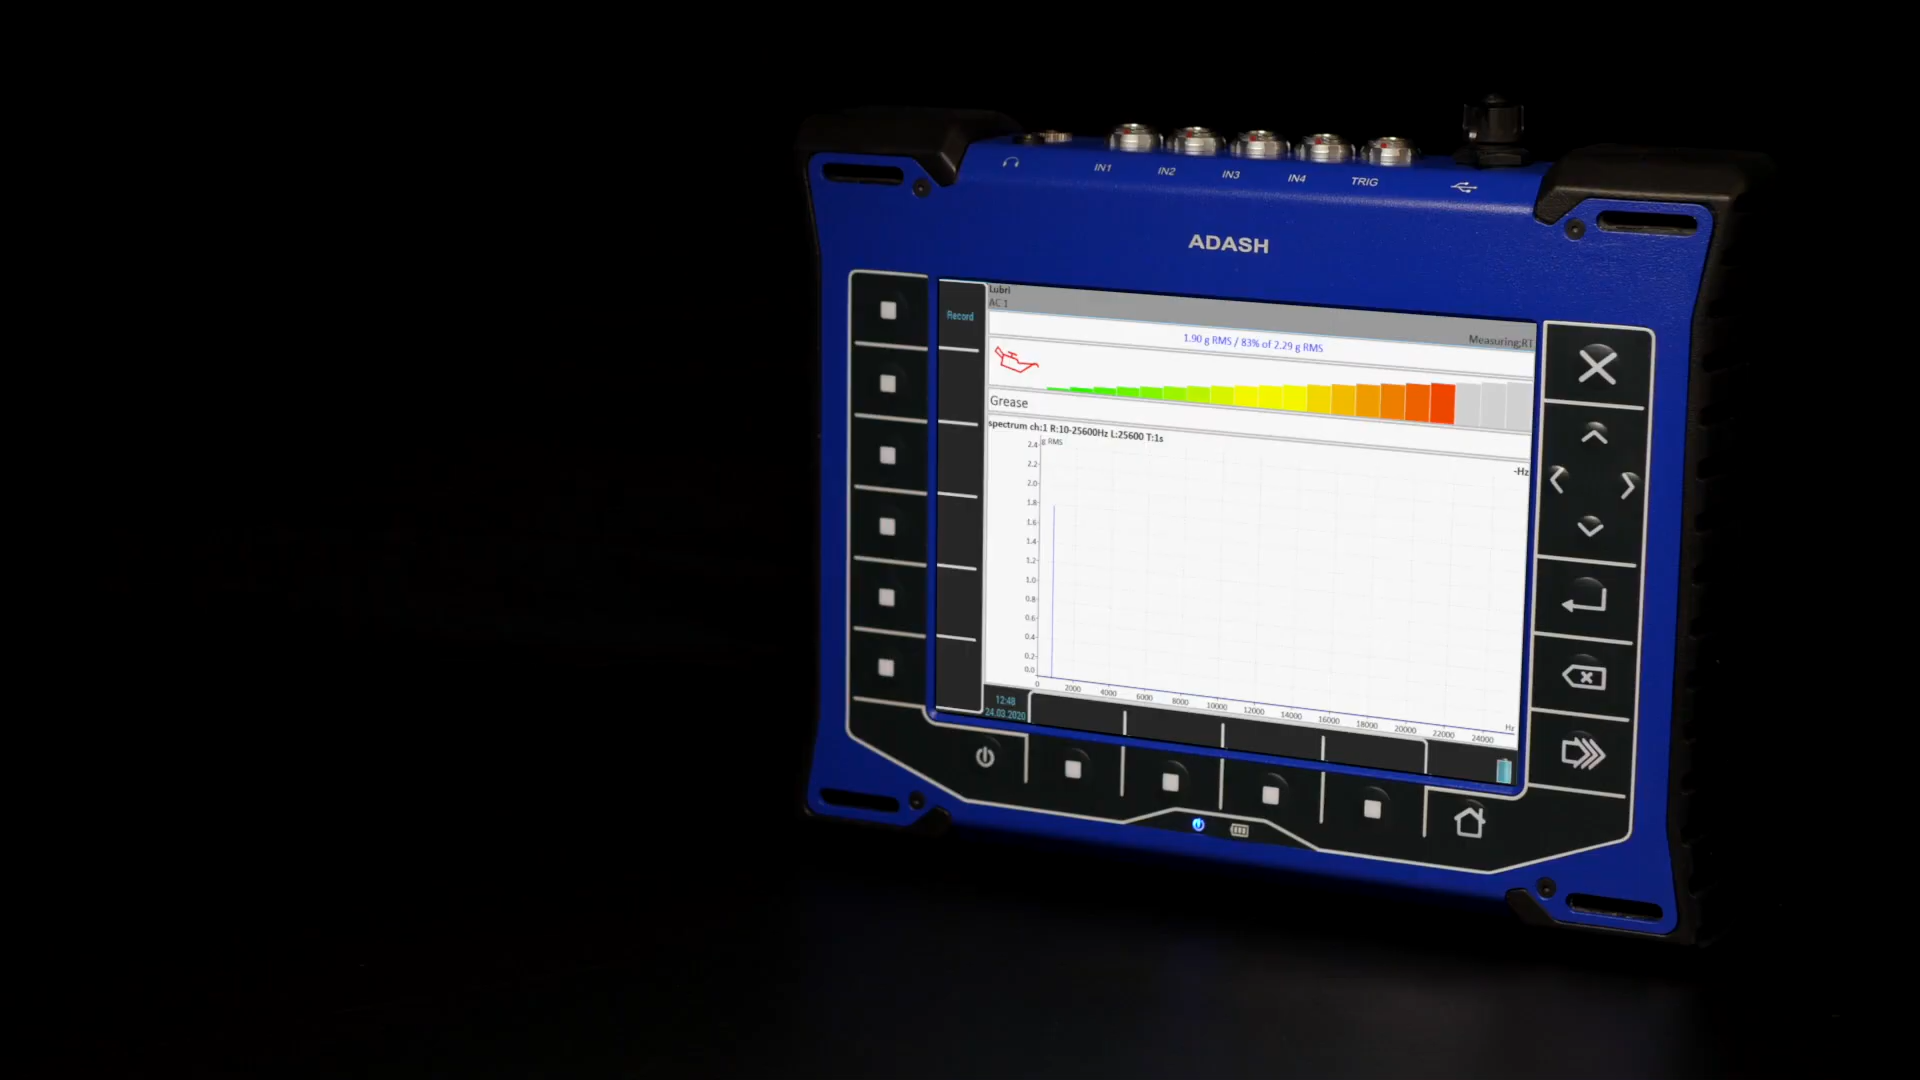 IN1 IN2 IN3 IN4 TRIG
ADASH
Record
Lubri
AC 1
Measuring;RT
1.90 g RMS / 83% of 2.29 g RMS
Grease
spectrum ch:1 R:10-25600Hz L:25600 T:1s
g RMS
-Hz
2.4
2.2
2.0
1.8
1.6
1.4
1.2
1.0
0.8
0.6
0.4
0.2
0.0
0 2000 4000 6000 8000 10000 12000 14000 16000 18000 20000 22000 24000
Hz
12:48
24.03.2020